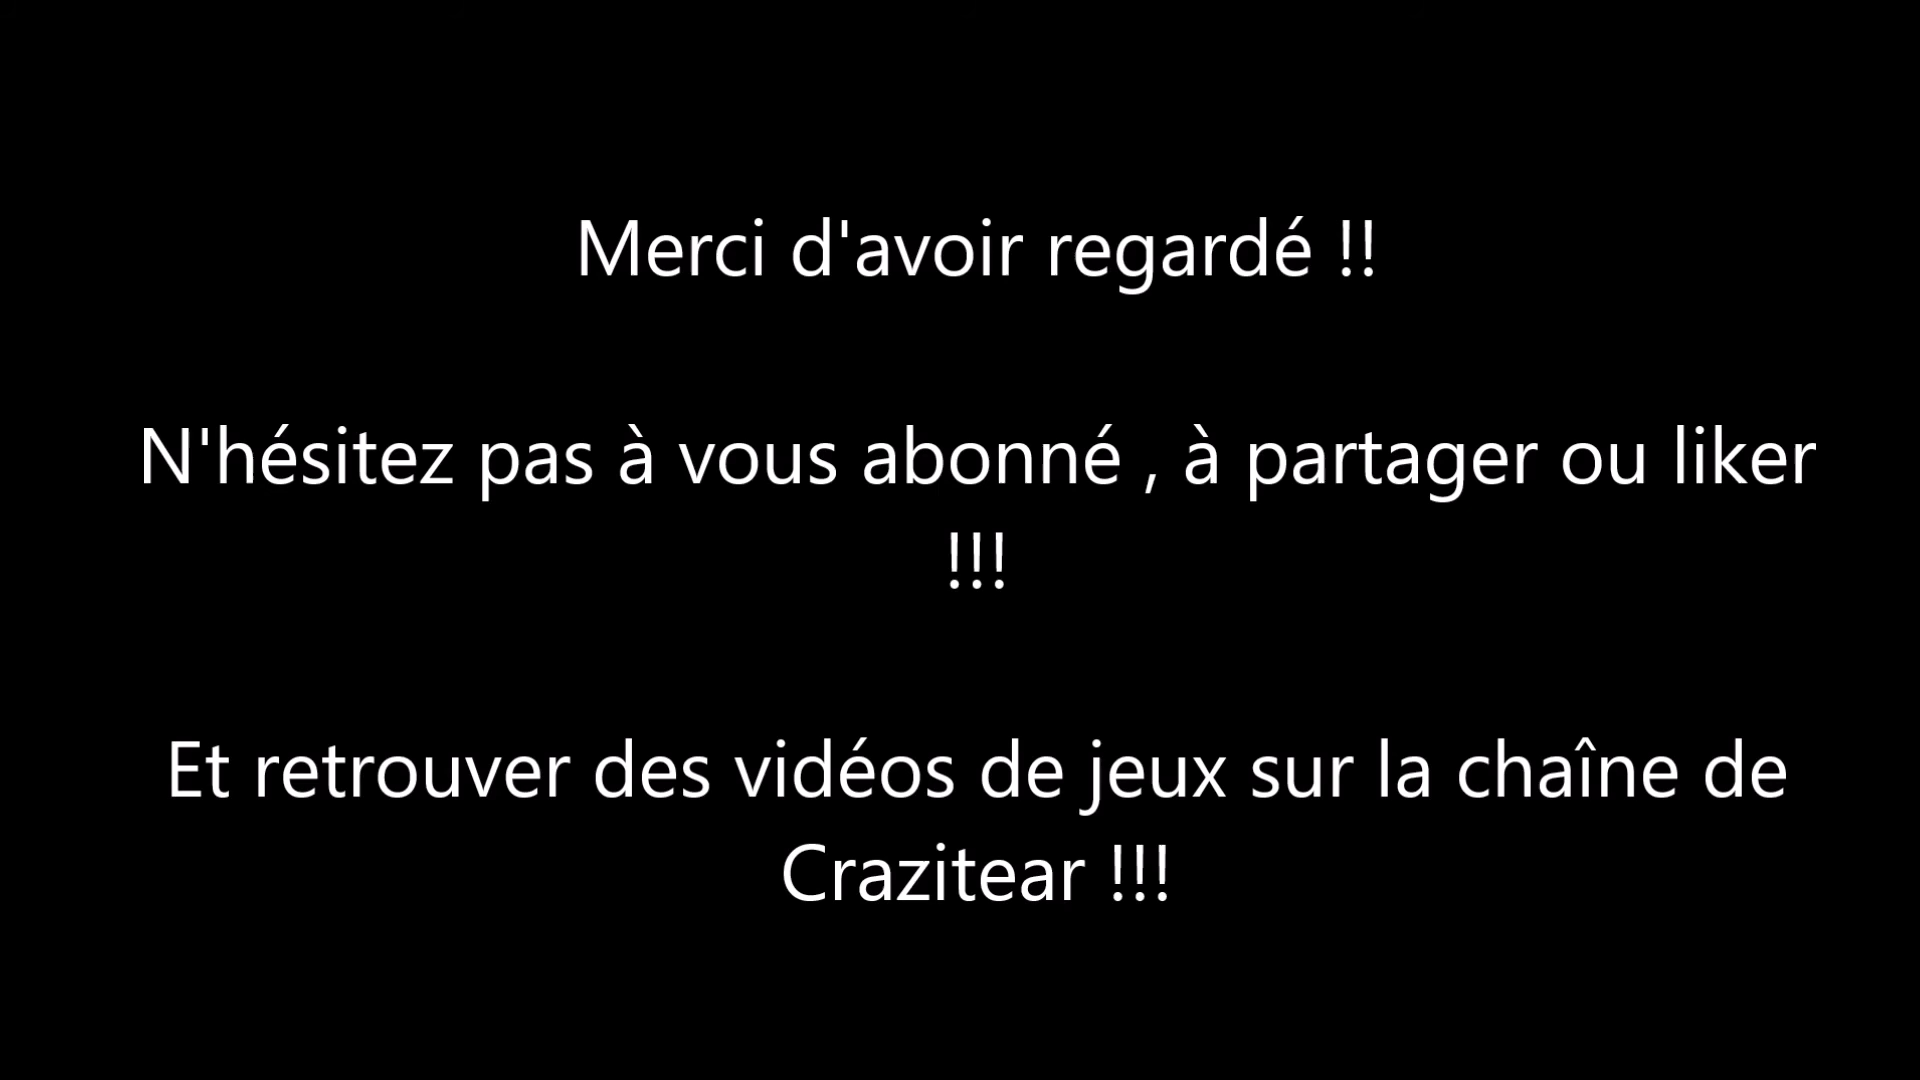 Merci d'avoir regardé !!
N'hésitez pas à vous abonné , à partager ou liker
!!!
Et retrouver des vidéos de jeux sur la chaîne de
Crazitear !!!